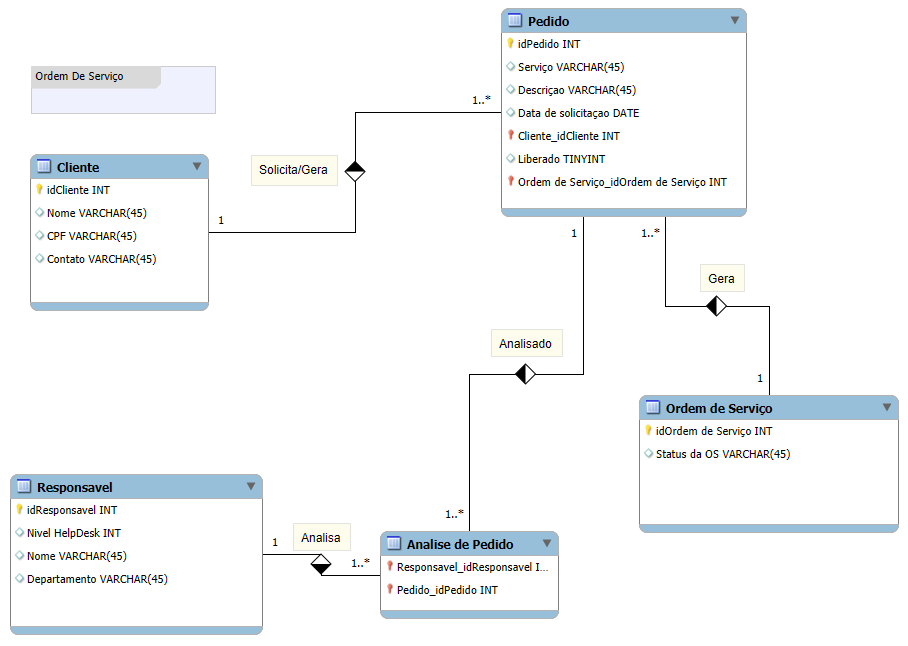 Ordem De Serviço
Pedido
idPedido INT
Serviço VARCHAR(45)
Descriçao VARCHAR(45)
Data de solicitaçao DATE
Cliente_idCliente INT
Liberado TINYINT
Ordem de Serviço_idOrdem de Serviço INT
1..*
Solicita/Gera
1
Cliente
idCliente INT
Nome VARCHAR(45)
CPF VARCHAR(45)
Contato VARCHAR(45)
1
1..*
Gera
1
Analisado
1..*
Ordem de Serviço
idOrdem de Serviço INT
Status da OS VARCHAR(45)
Responsavel
idResponsavel INT
Nivel HelpDesk INT
Nome VARCHAR(45)
Departamento VARCHAR(45)
1
Analisa
1..*
Analise de Pedido
Responsavel_idResponsavel I...
Pedido_idPedido INT